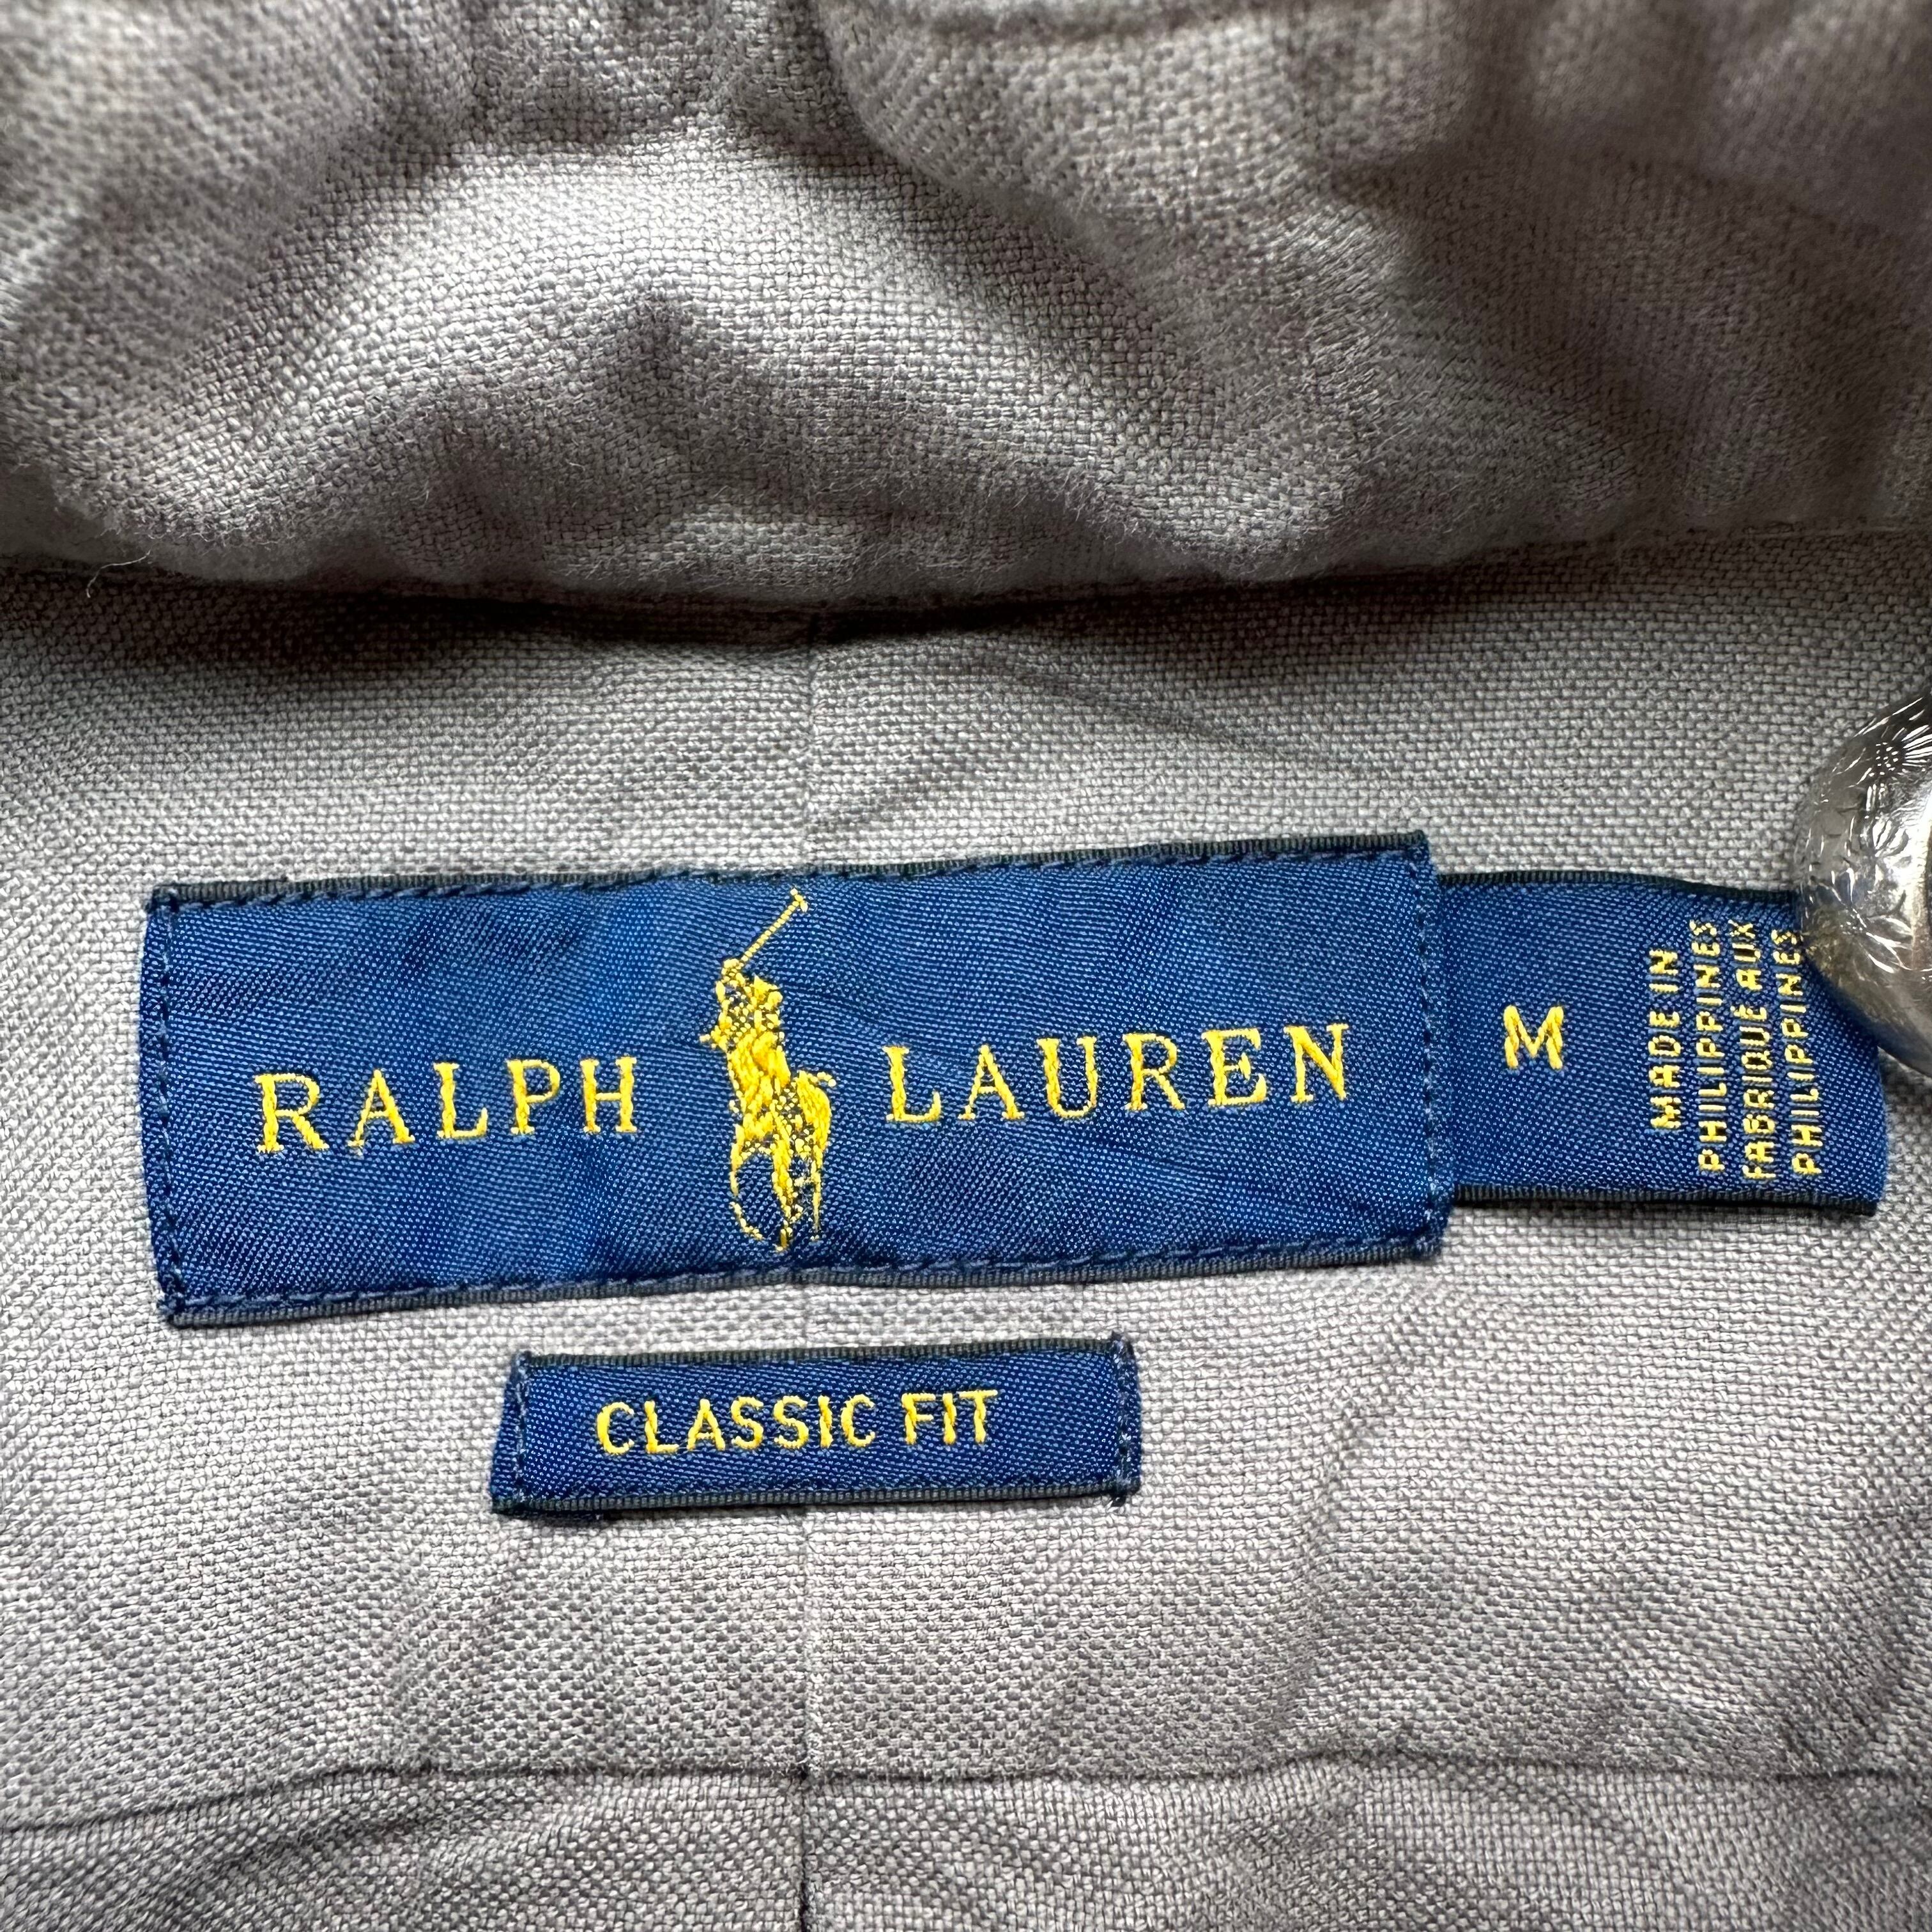 RALPH LAUREN
M
MADE IN
PHILIPPINES
FABRIQUÉ AUX
PHILIPPINES
CLASSIC FIT